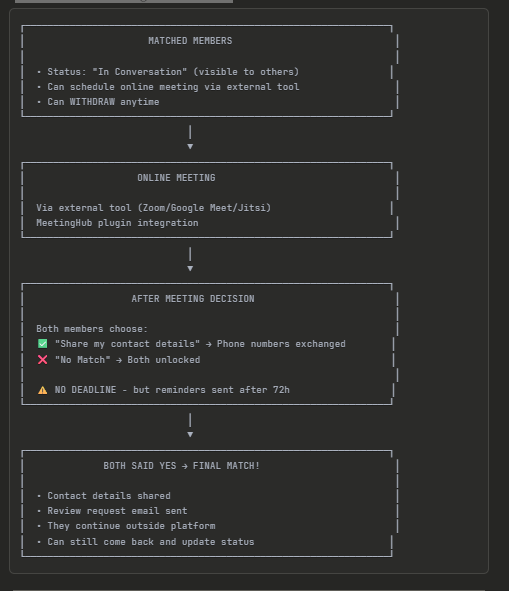 MATCHED MEMBERS
• Status: "In Conversation" (visible to others)
• Can schedule online meeting via external tool
• Can WITHDRAW anytime
▼
ONLINE MEETING
Via external tool (Zoom/Google Meet/Jitsi)
MeetingHub plugin integration
▼
AFTER MEETING DECISION
Both members choose:
✅ "Share my contact details" → Phone numbers exchanged
❌ "No Match" → Both unlocked
⚠️ NO DEADLINE - but reminders sent after 72h
▼
BOTH SAID YES → FINAL MATCH!
• Contact details shared
• Review request email sent
• They continue outside platform
• Can still come back and update status